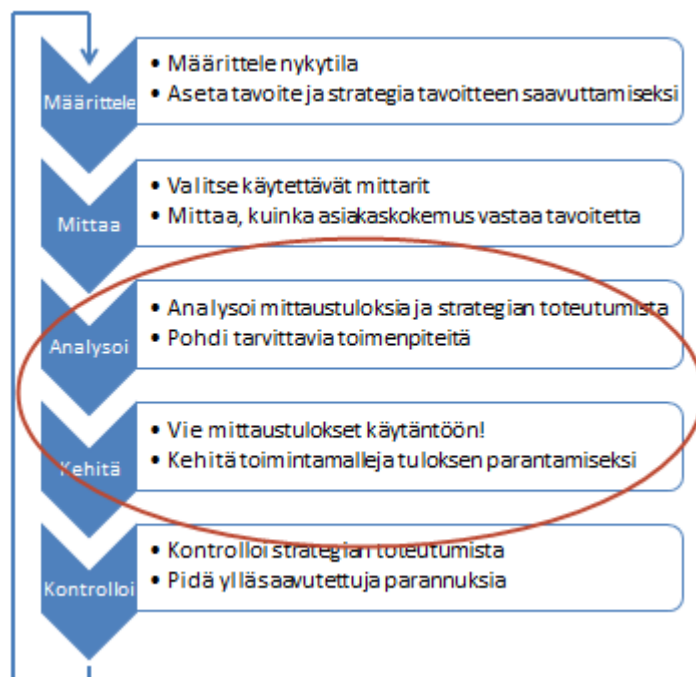 Määrittele
• Määrittele nykytila
• Aseta tavoite ja strategia tavoitteen saavuttamiseksi
Mittaa
• Valitse käytettävät mittarit
• Mittaa, kuinka asiakaskokemus vastaa tavoitetta
Analysoi
• Analysoi mittaustuloksia ja strategian toteutumista
• Pohdi tarvittavia toimenpiteitä
Kehitä
• Vie mittaustulokset käytäntöön!
• Kehitä toimintamalleja tuloksen parantamiseksi
Kontrolloi
• Kontrolloi strategian toteutumista
• Pidä yllä saavutettuja parannuksia